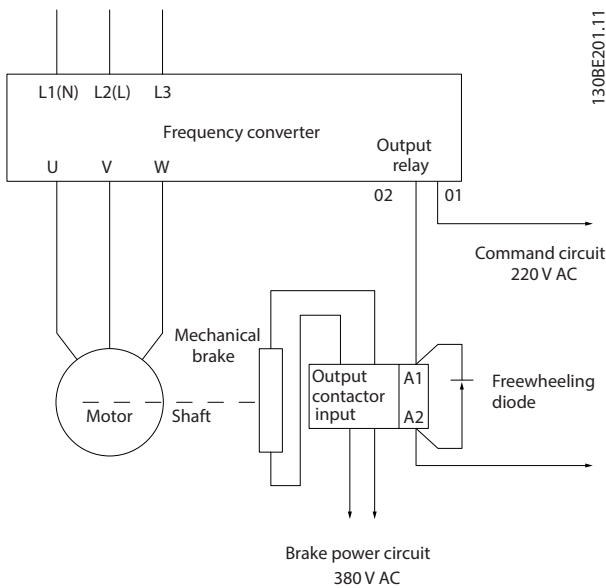 130BE201.11
L1(N) L2(L) L3
Frequency converter
Output
relay
U V W
02 01
Command circuit
220 V AC
Mechanical
brake
Output
contactor
input
A1
A2
Freewheeling
diode
Motor Shaft
Brake power circuit
380 V AC